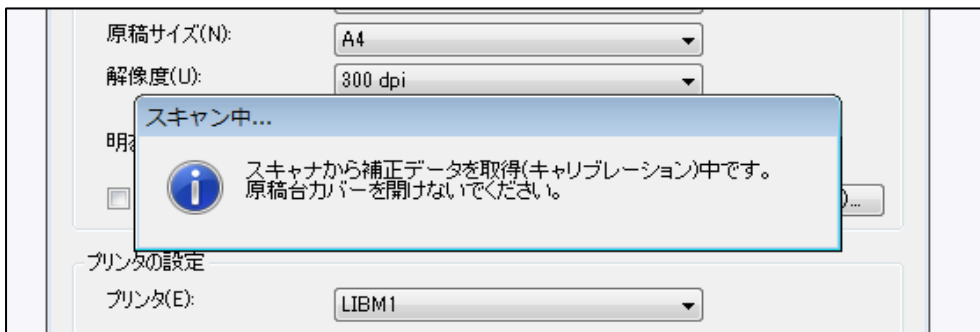 原稿サイズ(N):
A4
解像度(U):
300 dpi
スキャン中...
明
スキャナから補正データを取得(キャリブレーション)中です。
原稿台カバーを開けないでください。
)...
プリンタの設定
プリンタ(E):
LIBM1